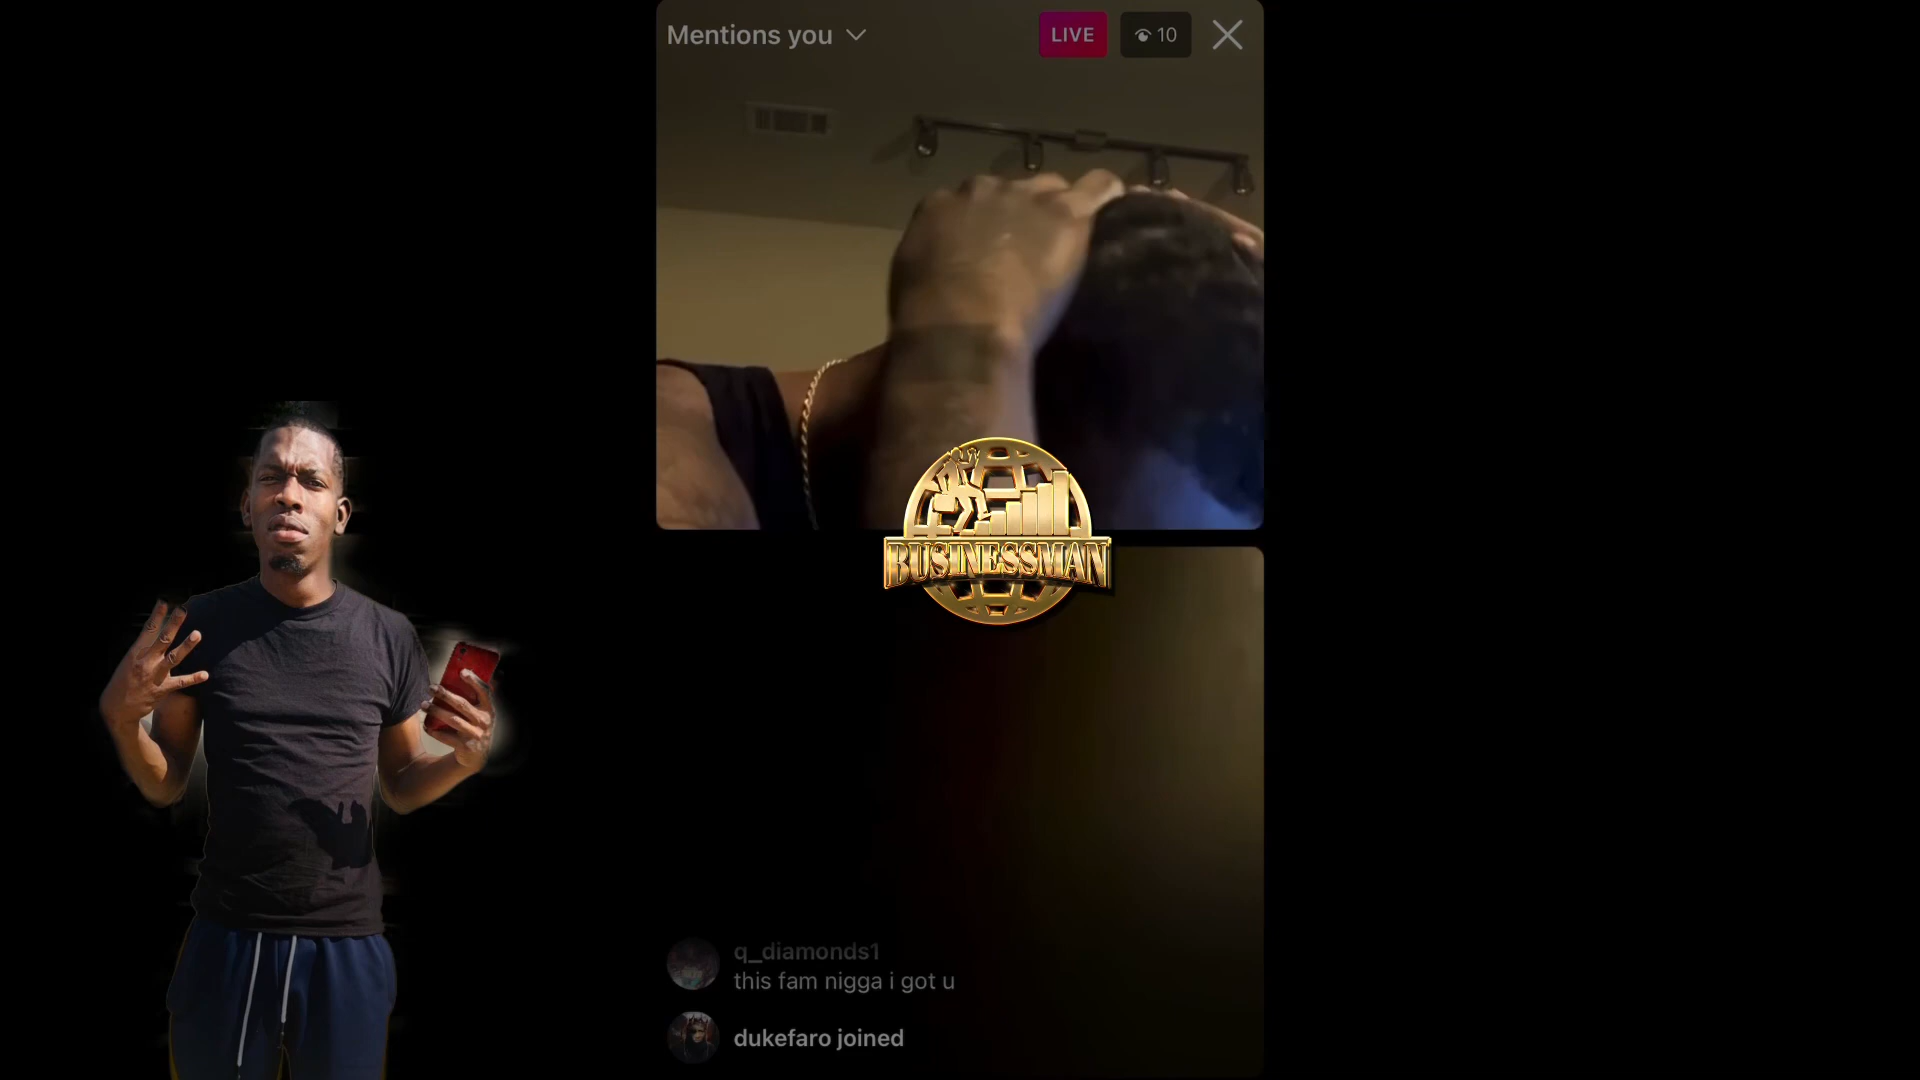 Mentions you
LIVE
10
BUSINESSMAN
q_diamonds1
this fam nigga i got u
dukefaro joined